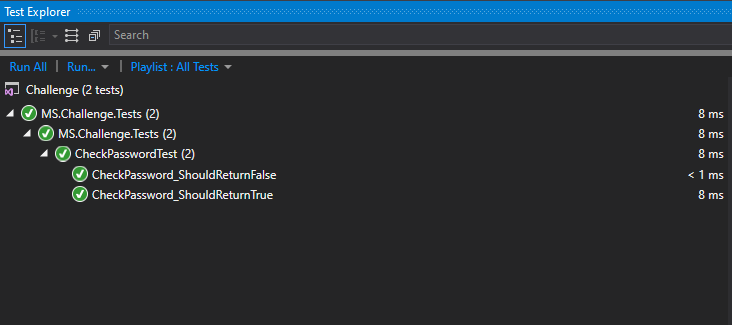 Test Explorer
Search
Run All | Run... | Playlist : All Tests
Challenge (2 tests)
MS.Challenge.Tests (2) 8 ms
MS.Challenge.Tests (2) 8 ms
CheckPasswordTest (2) 8 ms
CheckPassword_ShouldReturnFalse < 1 ms
CheckPassword_ShouldReturnTrue 8 ms